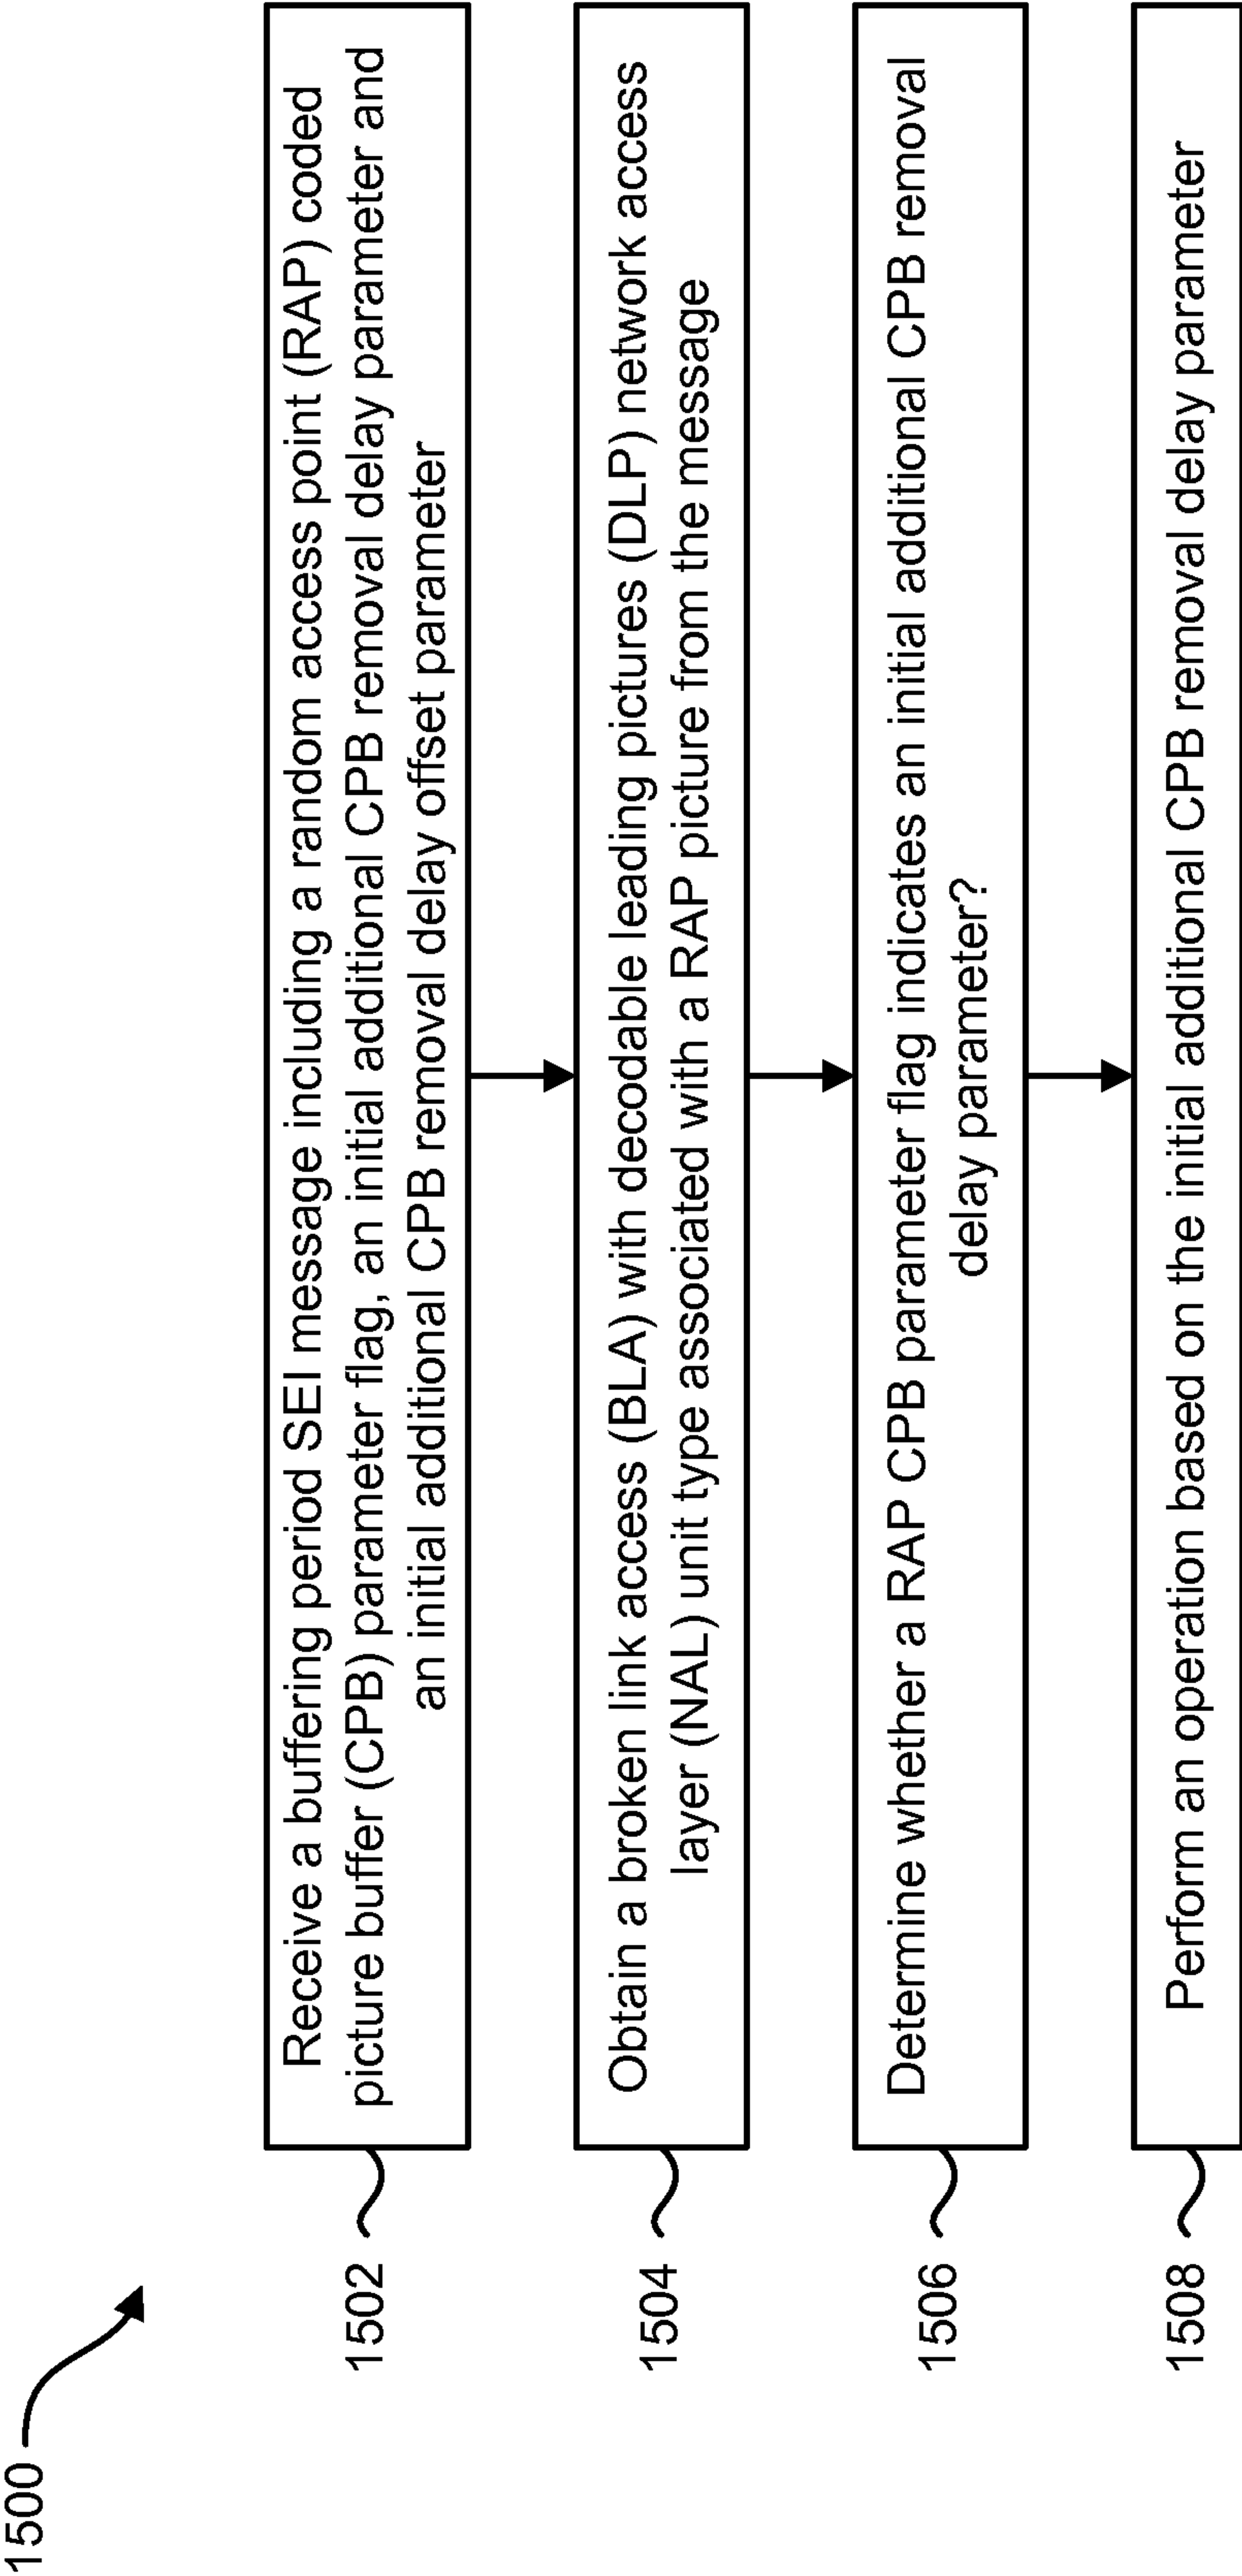 1500
1502
Receive a buffering period SEI message including a random access point (RAP) coded
picture buffer (CPB) parameter flag, an initial additional CPB removal delay parameter and
an initial additional CPB removal delay offset parameter
1504
Obtain a broken link access (BLA) with decodable leading pictures (DLP) network access
layer (NAL) unit type associated with a RAP picture from the message
1506
Determine whether a RAP CPB parameter flag indicates an initial additional CPB removal
delay parameter?
1508
Perform an operation based on the initial additional CPB removal delay parameter